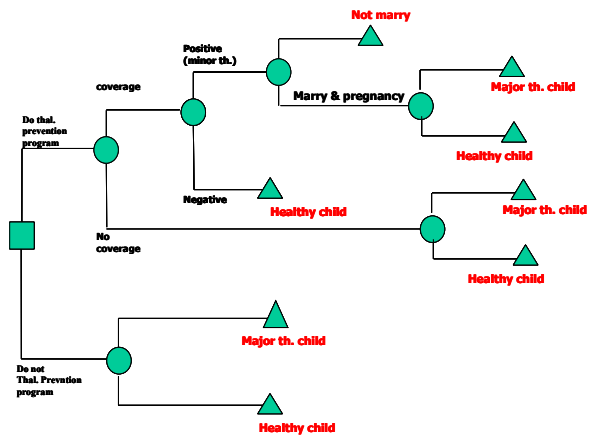 Not marry
Positive
(minor th.)
coverage
Major th. child
Marry & pregnancy
Do thal.
prevention
program
Healthy child
Negative
Healthy child
Major th. child
No
coverage
Healthy child
Major th. child
Do not
Thal. Prevntion
program
Healthy child